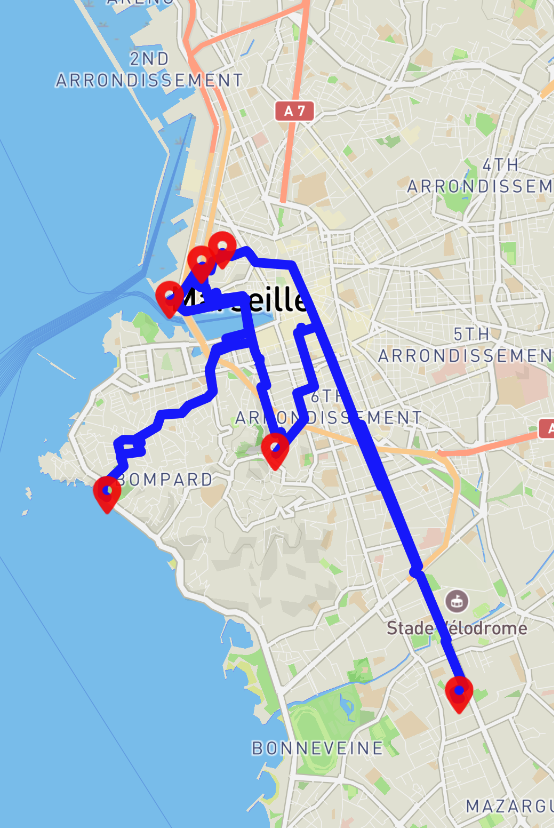 ARENC
2ND
ARRONDISSEMENT
A 7
4TH
ARRONDISSEM
Marseille
5TH
ARRONDISSEMEN
6TH
ARRONDISSEMENT
A
BOMPARD
Stade Vélodrome
BONNEVEINE
MAZARGU